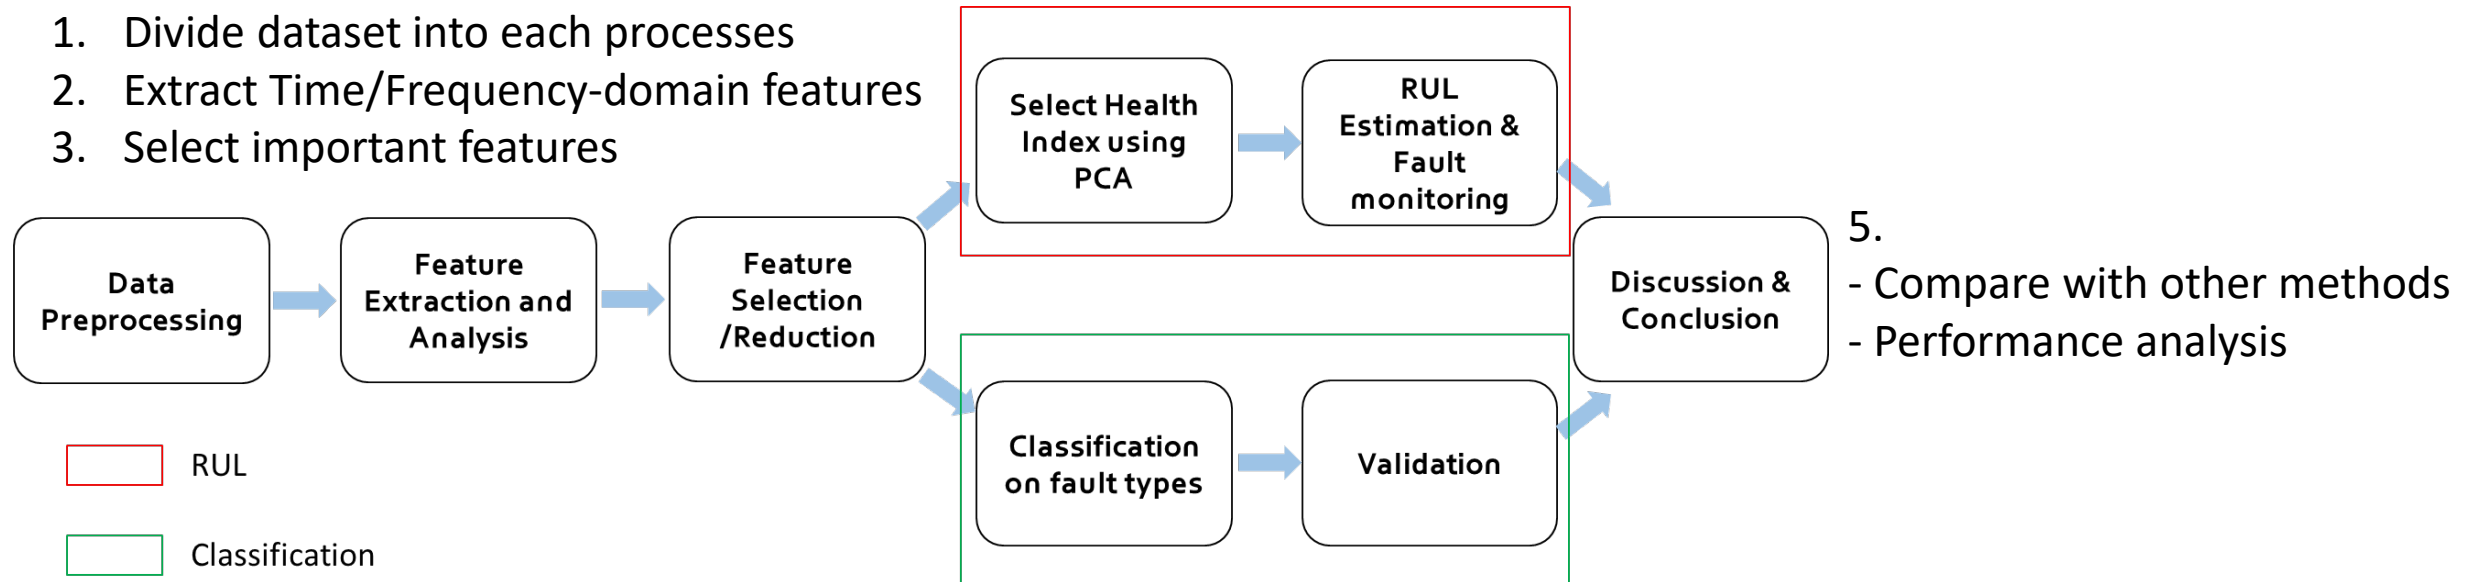 1. Divide dataset into each processes
2. Extract Time/Frequency-domain features
3. Select important features
Data
Preprocessing
Feature
Extraction and
Analysis
Feature
Selection
/Reduction
Select Health
Index using
PCA
RUL
Estimation &
Fault
monitoring
Classification
on fault types
Validation
Discussion &
Conclusion
5.
- Compare with other methods
- Performance analysis
RUL
Classification